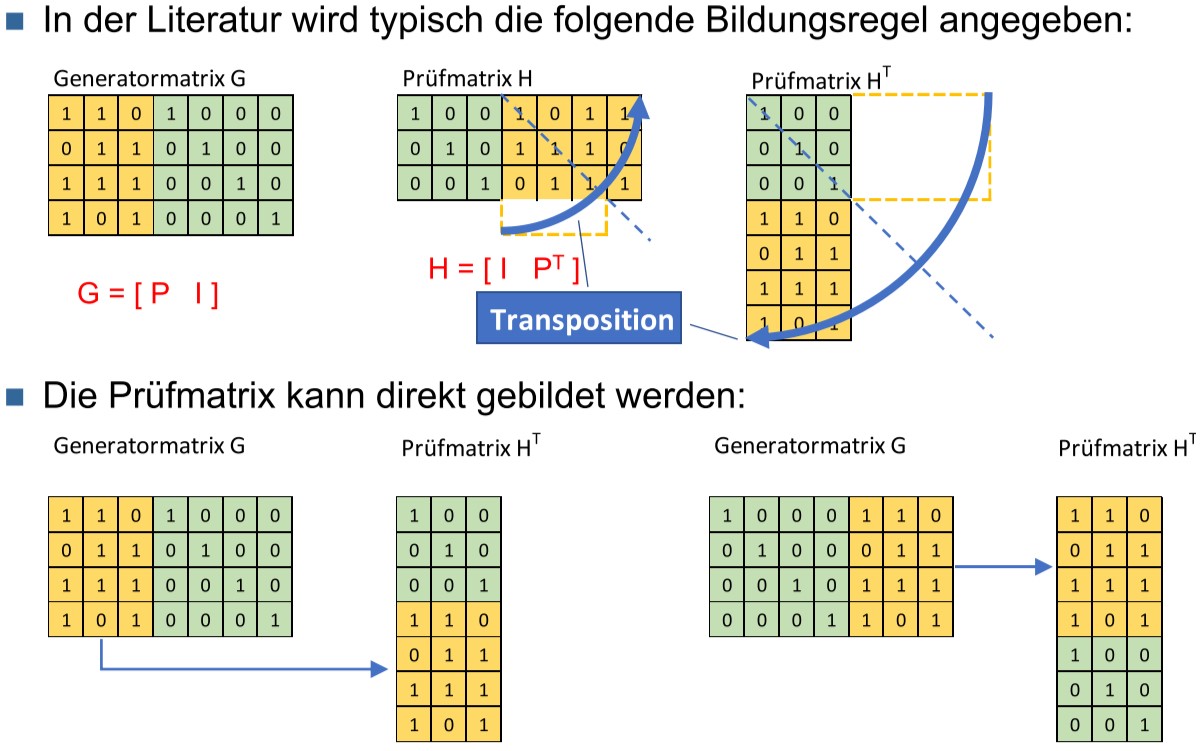 In der Literatur wird typisch die folgende Bildungsregel angegeben:
Generatormatrix G
1 1 0 1 0 0 0
0 1 1 0 1 0 0
1 1 1 0 0 1 0
1 0 1 0 0 0 1
G = [ P I ]
Prüfmatrix H
1 0 0 1 0 1 1
0 1 0 1 1 1 0
0 0 1 0 1 1 1
H = [ I Pᵀ ]
Transposition
Prüfmatrix Hᵀ
1 0 0
0 1 0
0 0 1
1 1 0
0 1 1
1 1 1
1 0 1
Die Prüfmatrix kann direkt gebildet werden:
Generatormatrix G
1 1 0 1 0 0 0
0 1 1 0 1 0 0
1 1 1 0 0 1 0
1 0 1 0 0 0 1
Prüfmatrix Hᵀ
1 0 0
0 1 0
0 0 1
1 1 0
0 1 1
1 1 1
1 0 1
Generatormatrix G
1 0 0 0 1 1 0
0 1 0 0 0 1 1
0 0 1 0 1 1 1
0 0 0 1 1 0 1
Prüfmatrix Hᵀ
1 1 0
0 1 1
1 1 1
1 0 1
1 0 0
0 1 0
0 0 1